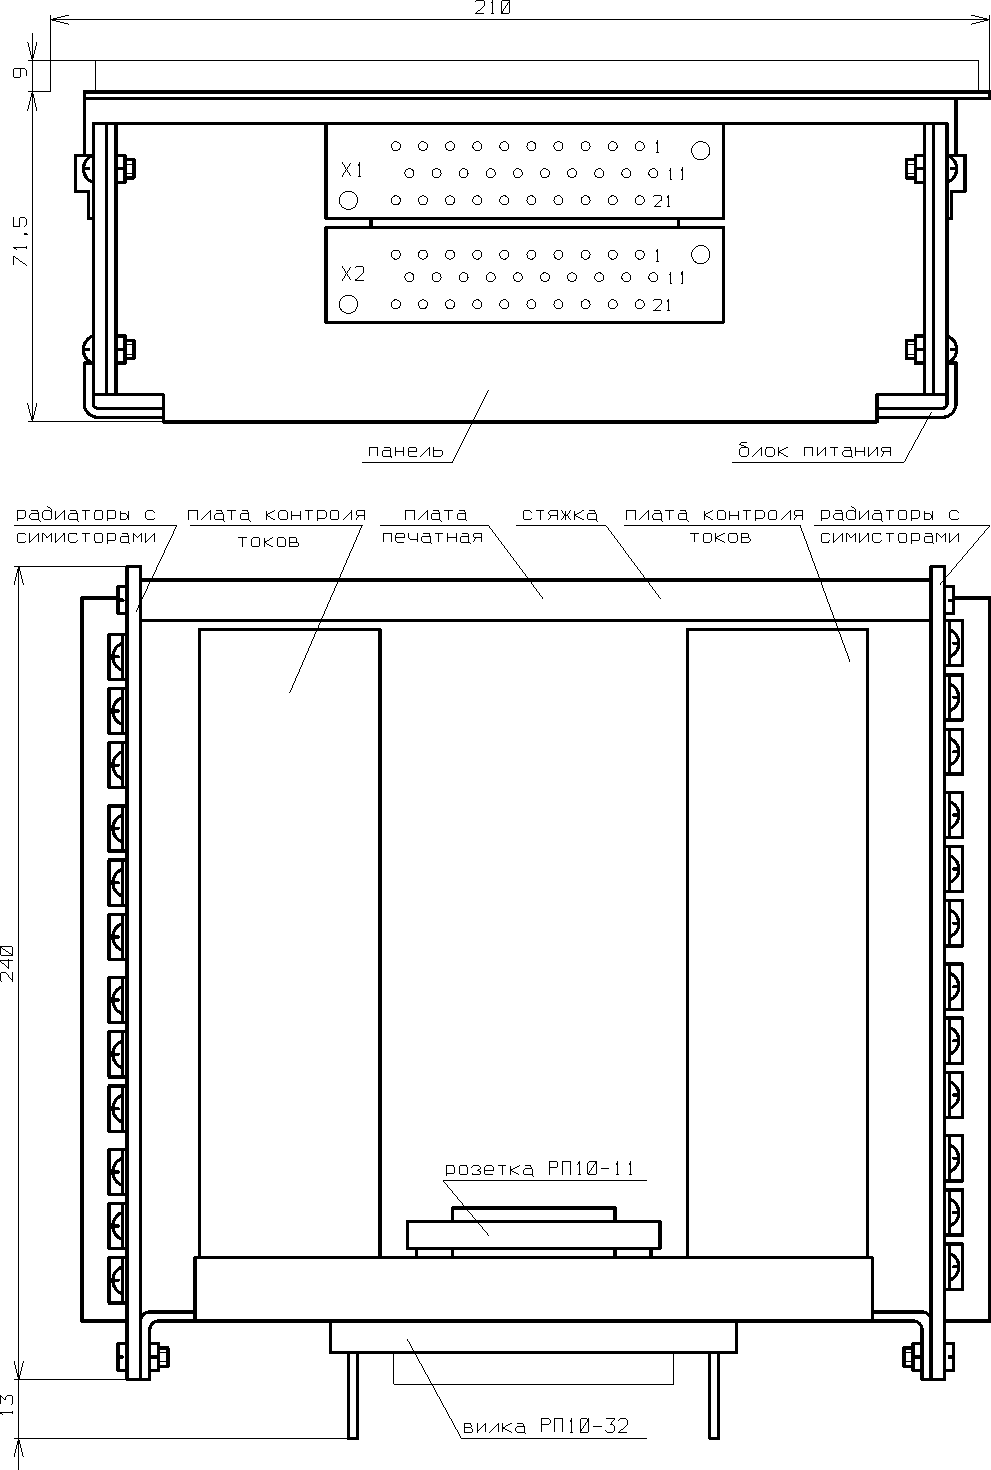 210
9
71,5
X1
1
11
21
X2
1
11
21
панель
блок питания
радиаторы с
симисторами
плата контроля
токов
плата
печатная
стяжка
плата контроля
токов
радиаторы с
симисторами
240
розетка РП10-11
13
вилка РП10-32